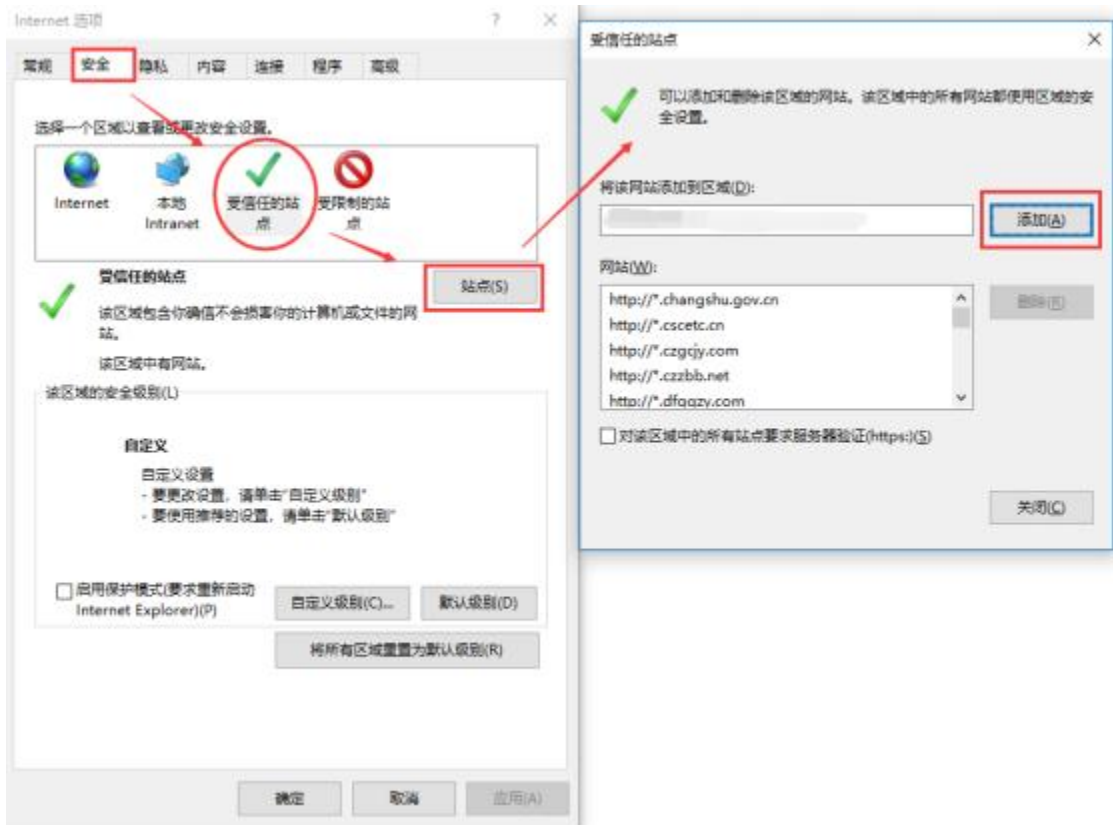 Internet 选项
常规 安全 隐私 内容 连接 程序 高级
选择一个区域以查看或更改安全设置。
Internet
本地
Intranet
受信任的站
点
受限制的站
点
受信任的站点
站点(S)
该区域包含你确信不会损害你的计算机或文件的网
站。
该区域中有网站。
该区域的安全级别(L)
自定义
自定义设置
- 要更改设置，请单击"自定义级别"
- 要使用推荐的设置，请单击"默认级别"
启用保护模式(要求重新启动
Internet Explorer)(P)
自定义级别(C)...
默认级别(D)
将所有区域重置为默认级别(R)
确定
取消
应用(A)
受信任的站点
可以添加和删除该区域的网站。该区域中的所有网站都使用区域的安
全设置。
将该网站添加到区域(D):
添加(A)
网站(W):
http://*.changshu.gov.cn
http://*.cscetc.cn
http://*.czgcjy.com
http://*.czzbb.net
http://*.dfqqzy.com
删除(R)
对该区域中的所有站点要求服务器验证(https:)(S)
关闭(C)